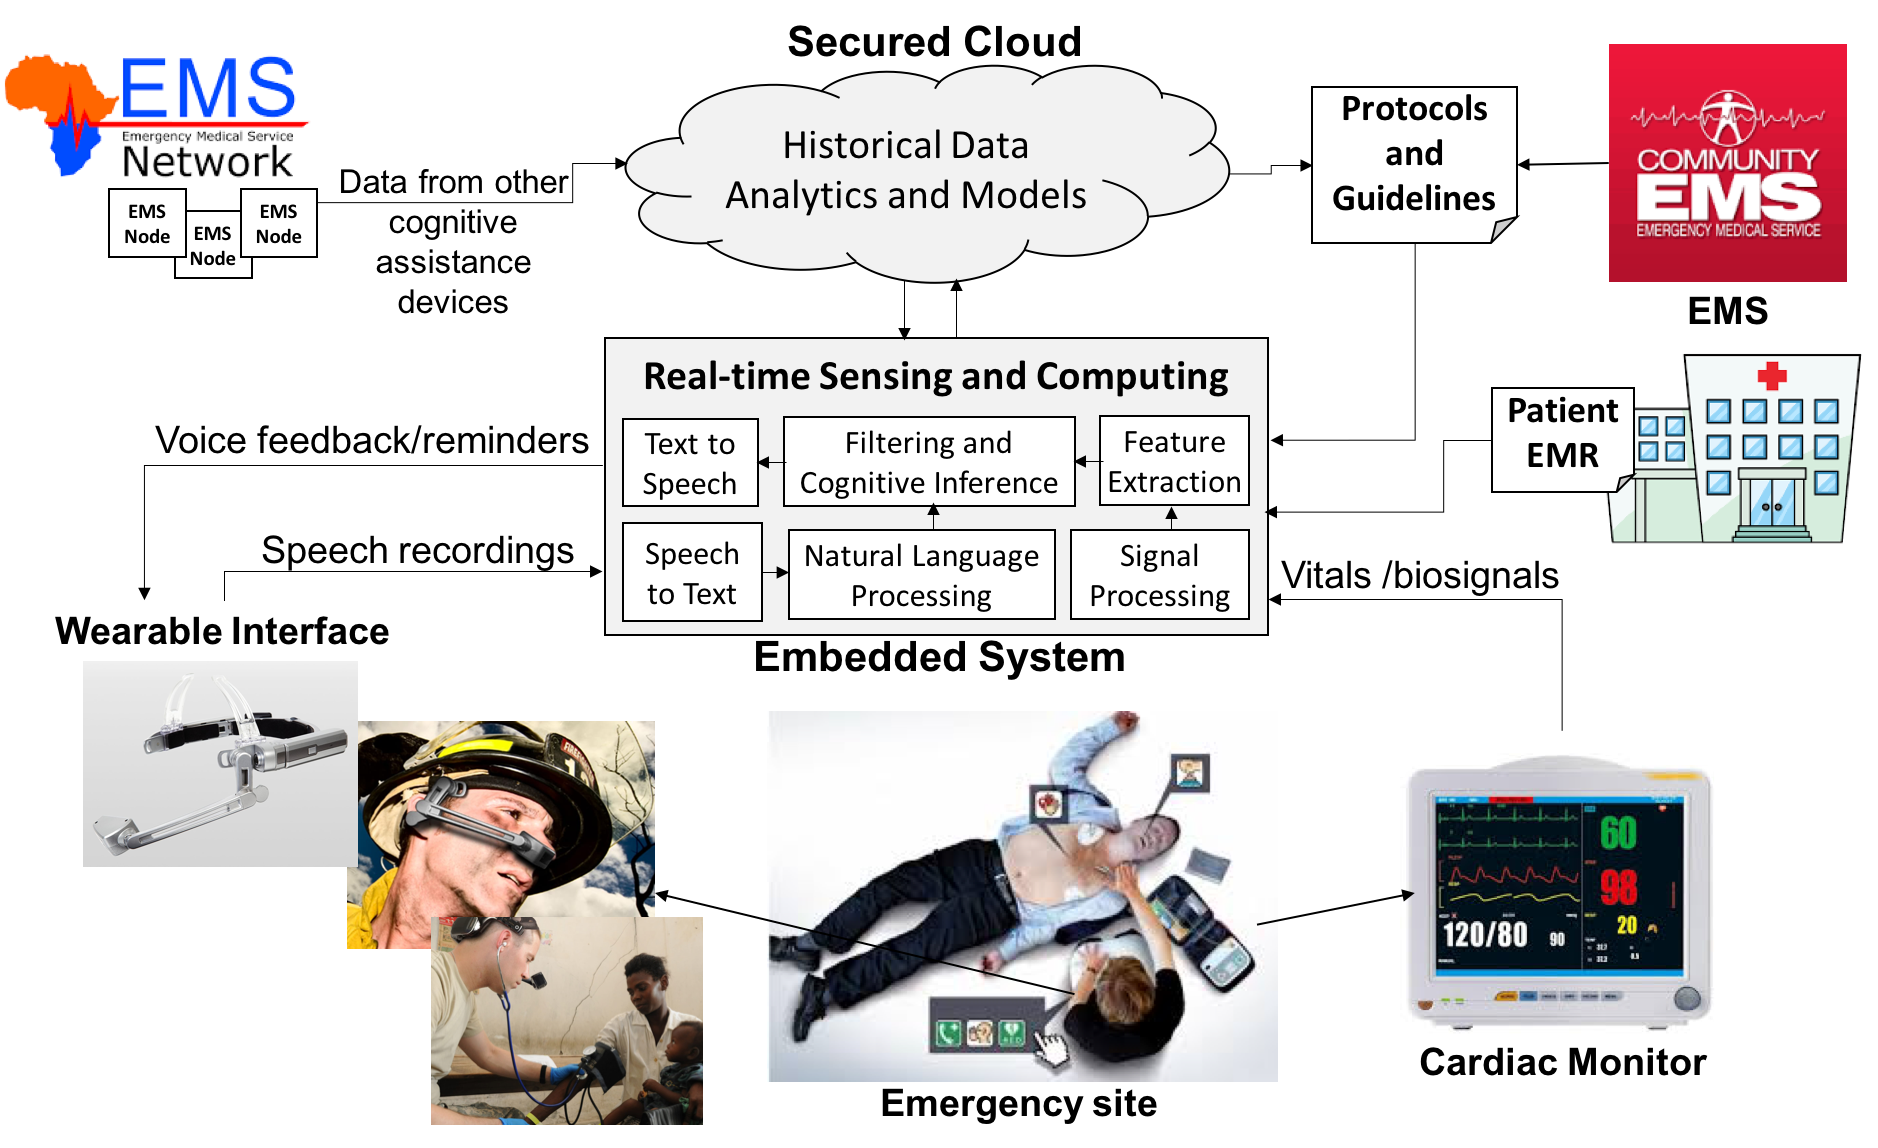 Secured Cloud
EMS
Emergency Medical Service
Network
EMS
Node
EMS
Node
EMS
Node
Data from other
cognitive
assistance
devices
Historical Data
Analytics and Models
Protocols
and
Guidelines
COMMUNITY
EMS
EMERGENCY MEDICAL SERVICE
EMS
Real-time Sensing and Computing
Text to
Speech
Filtering and
Cognitive Inference
Feature
Extraction
Speech
to Text
Natural Language
Processing
Signal
Processing
Embedded System
Patient
EMR
Voice feedback/reminders
Speech recordings
Vitals /biosignals
Wearable Interface
60
98
20
120/80
90
Emergency site
Cardiac Monitor